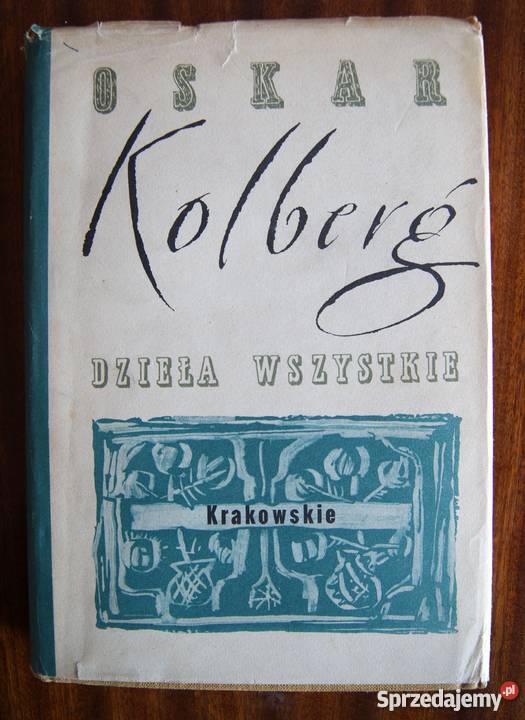 OSKAR
Kolberg
DZIEŁA WSZYSTKIE
Krakowskie
Sprzedajemy.pl